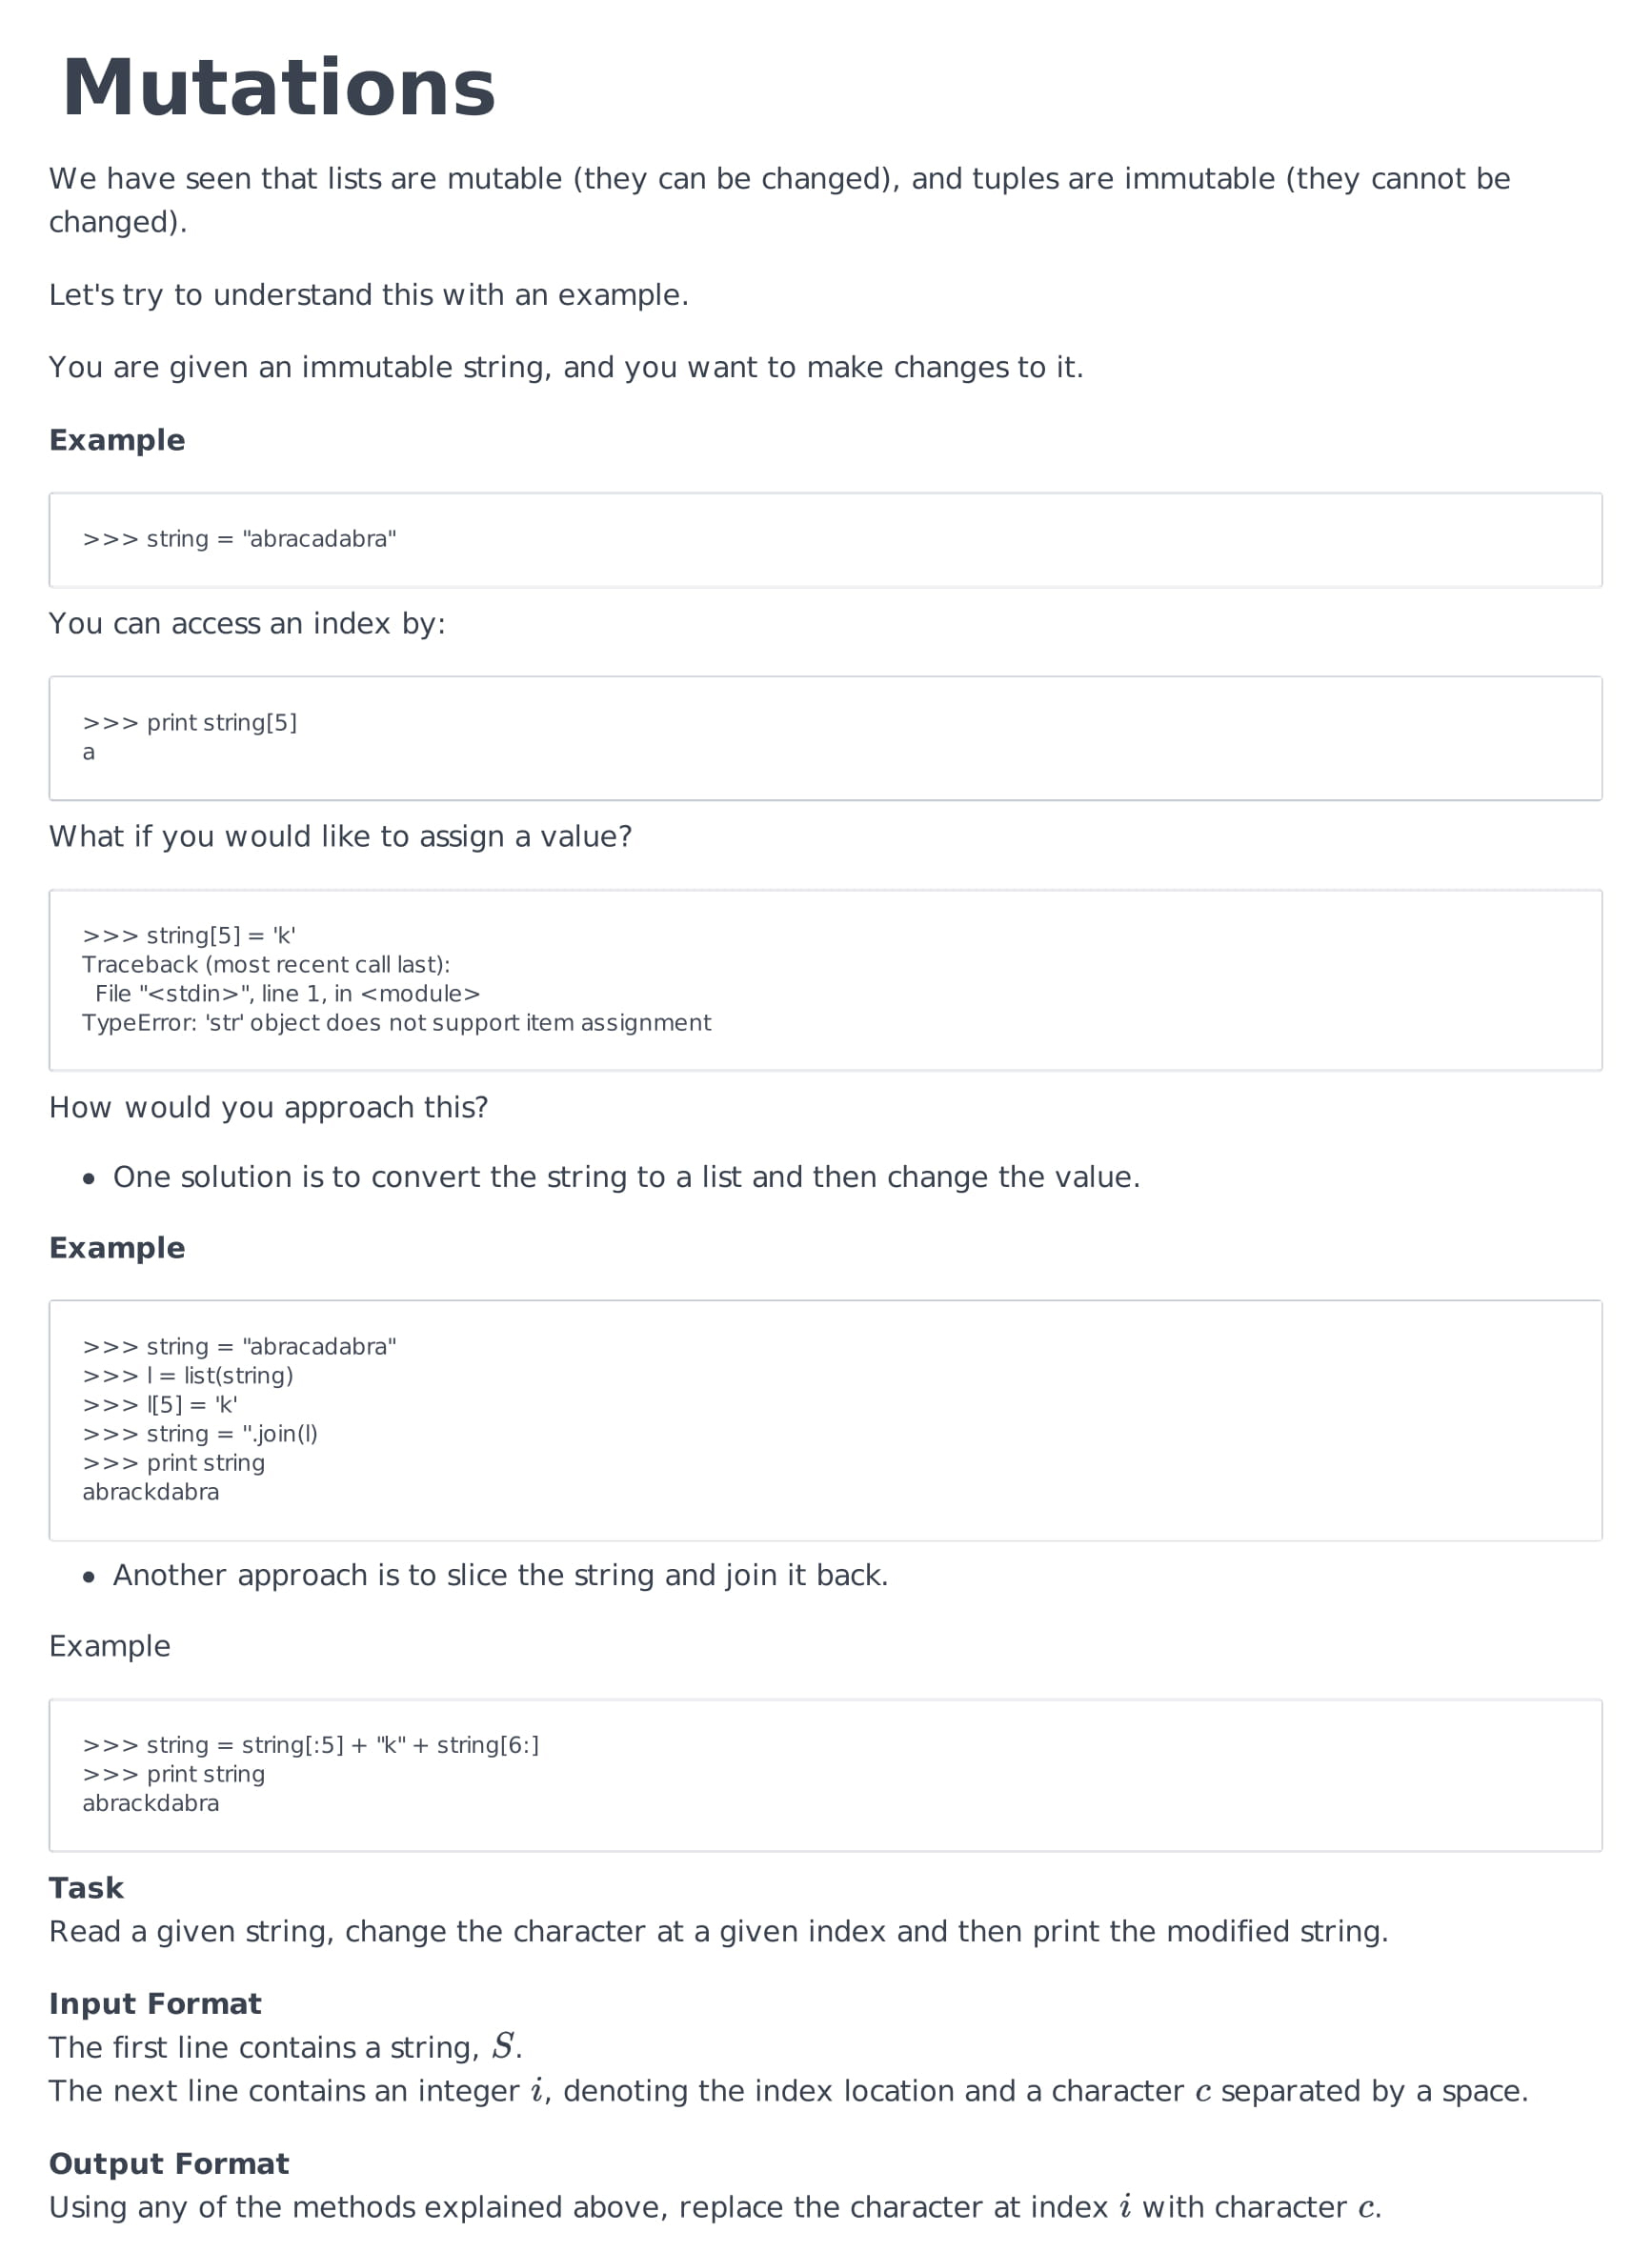 Mutations
We have seen that lists are mutable (they can be changed), and tuples are immutable (they cannot be
changed).
Let's try to understand this with an example.
You are given an immutable string, and you want to make changes to it.
Example
>>> string = "abracadabra"
You can access an index by:
>>> print string[5]
a
What if you would like to assign a value?
>>> string[5] = 'k'
Traceback (most recent call last):
  File "<stdin>", line 1, in <module>
TypeError: 'str' object does not support item assignment
How would you approach this?
• One solution is to convert the string to a list and then change the value.
Example
>>> string = "abracadabra"
>>> l = list(string)
>>> l[5] = 'k'
>>> string = ''.join(l)
>>> print string
abrackdabra
• Another approach is to slice the string and join it back.
Example
>>> string = string[:5] + "k" + string[6:]
>>> print string
abrackdabra
Task
Read a given string, change the character at a given index and then print the modified string.
Input Format
The first line contains a string, S.
The next line contains an integer i, denoting the index location and a character c separated by a space.
Output Format
Using any of the methods explained above, replace the character at index i with character c.